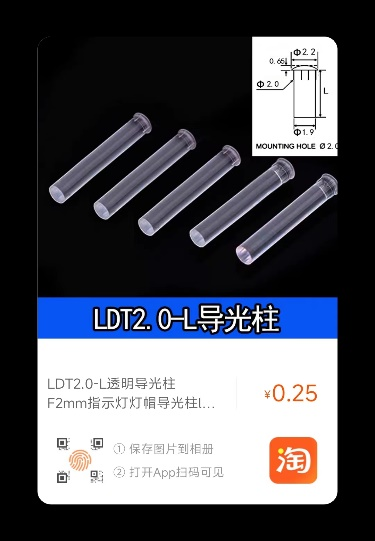 Φ2.2
0.65
Φ2.0
L
Φ1.9
MOUNTING HOLE Ø2.0
LDT2.0-L导光柱
LDT2.0-L透明导光柱
F2mm指示灯灯帽导光柱l...
¥0.25
① 保存图片到相册
② 打开App扫码可见
淘